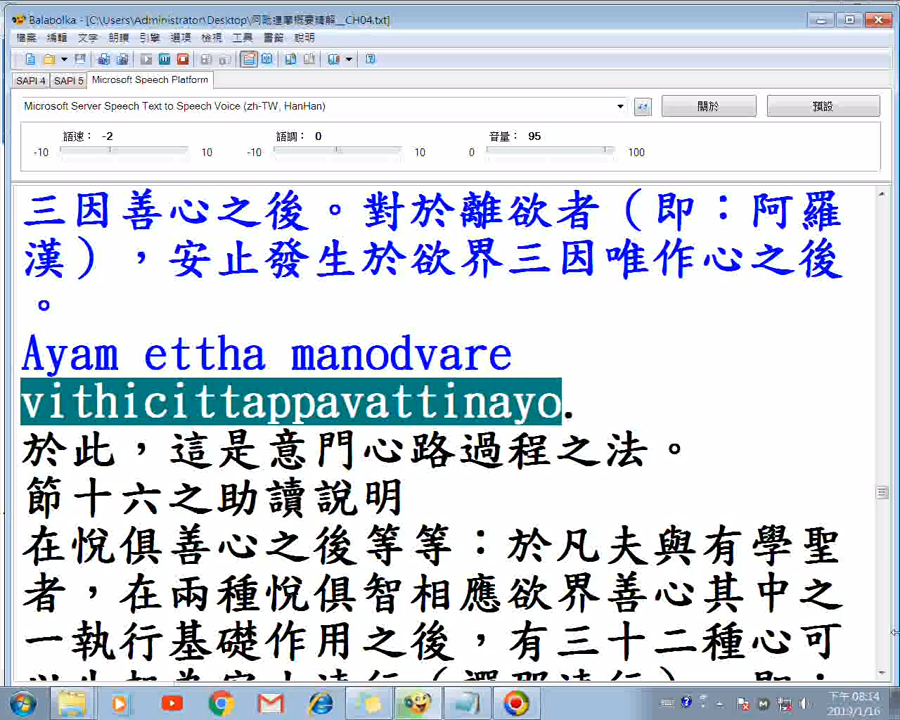 Balabolka - [C:\Users\Administrator\Desktop\阿毗達摩概要精解__CH04.txt]
檔案 編輯 文字 朗讀 引擎 選項 檢視 工具 書籤 說明
SAPI 4 SAPI 5 Microsoft Speech Platform
Microsoft Server Speech Text to Speech Voice (zh-TW, HanHan) 關於 預設
語速： -2 語調： 0 音量： 95
-10 10 -10 10 0 100
三因善心之後。對於離欲者（即：阿羅
漢），安止發生於欲界三因唯作心之後
。
Ayam ettha manodvare
vithicittappavattinayo.
於此，這是意門心路過程之法。
節十六之助讀說明
在悅俱善心之後等等：於凡夫與有學聖
者，在兩種悅俱智相應欲界善心其中之
一執行基礎作用之後，有三十二種心可
下午 08:14
2019/1/16